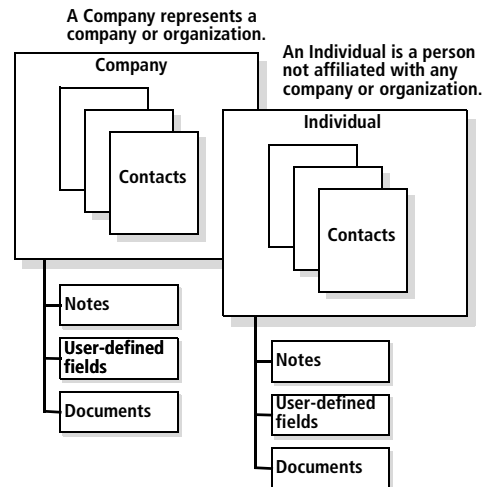 A Company represents a
company or organization.
Company
Contacts
Notes
User-defined
fields
Documents
An Individual is a person
not affiliated with any
company or organization.
Individual
Contacts
Notes
User-defined
fields
Documents